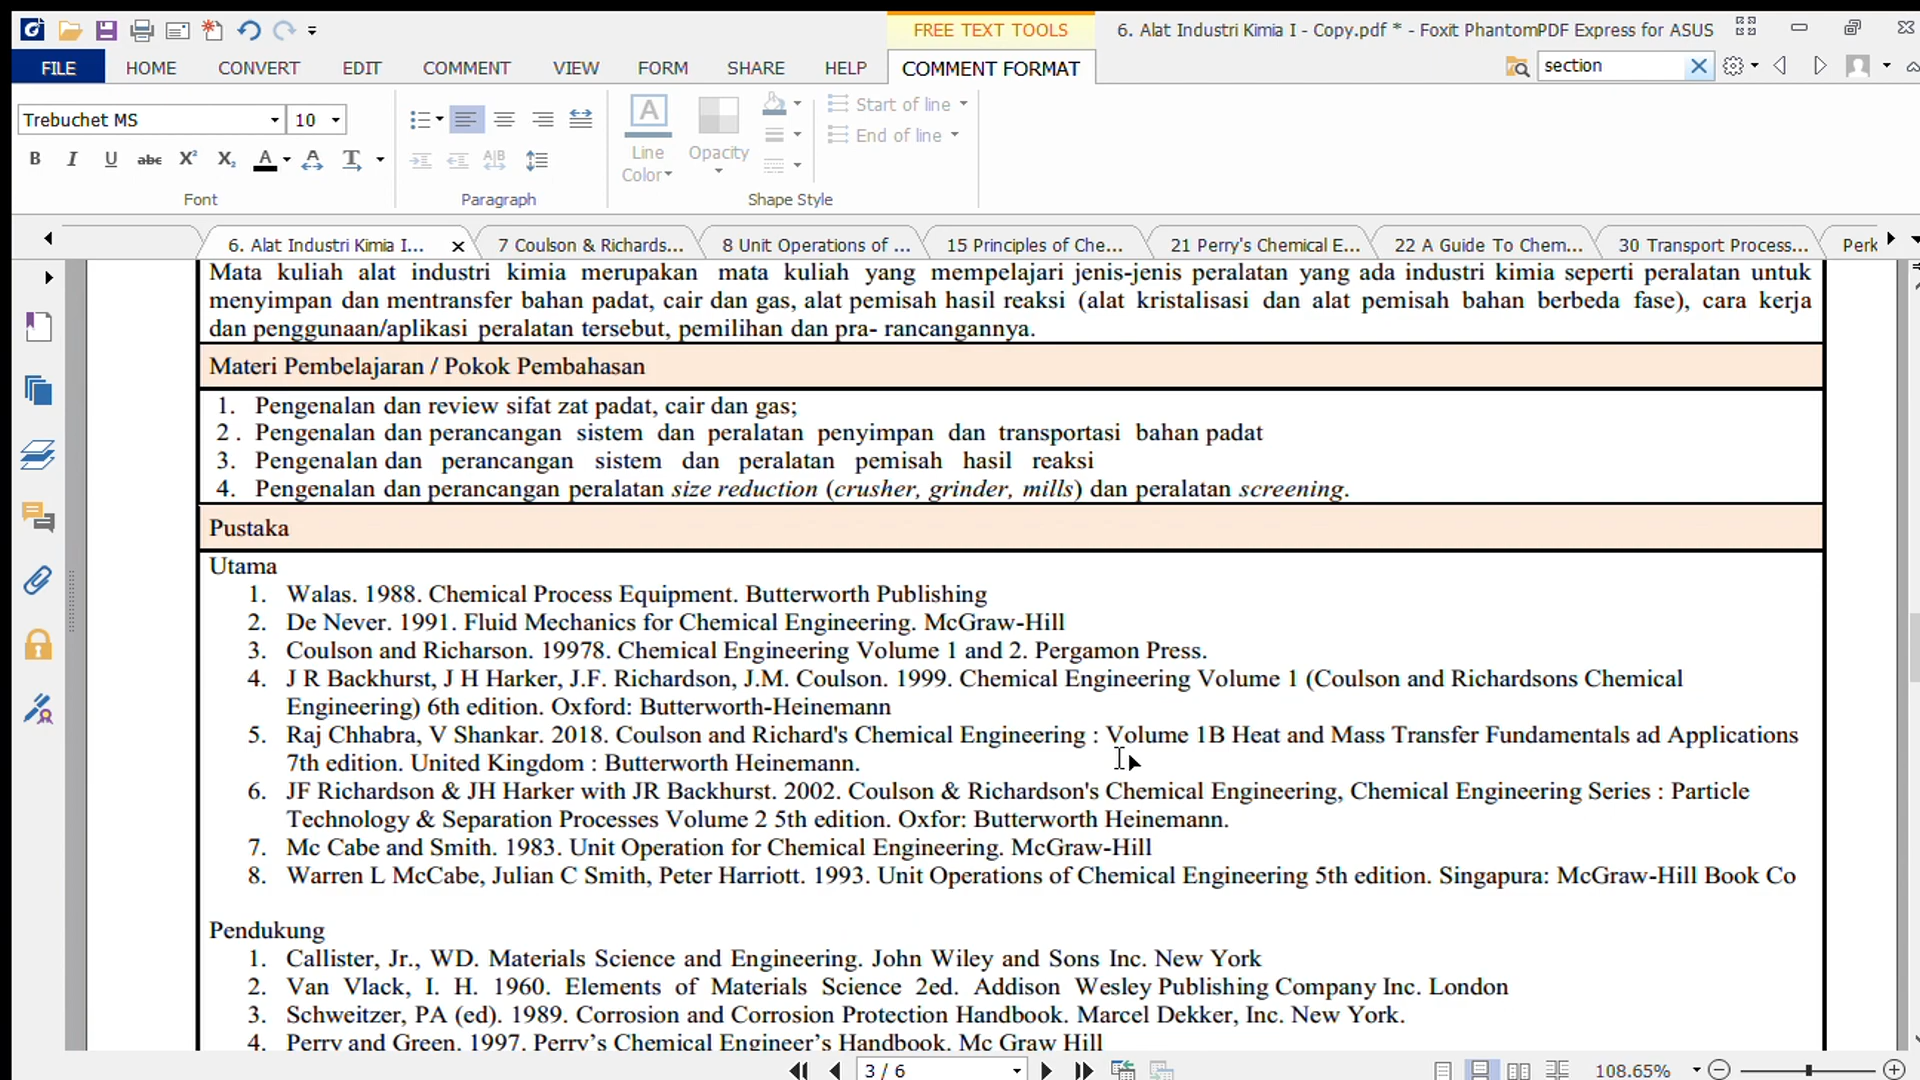 FREE TEXT TOOLS
6. Alat Industri Kimia I - Copy.pdf * - Foxit PhantomPDF Express for ASUS
FILE HOME CONVERT EDIT COMMENT VIEW FORM SHARE HELP COMMENT FORMAT section
Trebuchet MS 10
Start of line
End of line
B I U abc X² X₂ A A T
Line Color
Opacity
Font Paragraph Shape Style
6. Alat Industri Kimia I... 7 Coulson & Richards... 8 Unit Operations of ... 15 Principles of Che... 21 Perry's Chemical E... 22 A Guide To Chem... 30 Transport Process... Perk
Mata kuliah alat industri kimia merupakan mata kuliah yang mempelajari jenis-jenis peralatan yang ada industri kimia seperti peralatan untuk
menyimpan dan mentransfer bahan padat, cair dan gas, alat pemisah hasil reaksi (alat kristalisasi dan alat pemisah bahan berbeda fase), cara kerja
dan penggunaan/aplikasi peralatan tersebut, pemilihan dan pra- rancangannya.
Materi Pembelajaran / Pokok Pembahasan
1. Pengenalan dan review sifat zat padat, cair dan gas;
2 . Pengenalan dan perancangan sistem dan peralatan penyimpan dan transportasi bahan padat
3. Pengenalan dan perancangan sistem dan peralatan pemisah hasil reaksi
4. Pengenalan dan perancangan peralatan size reduction (crusher, grinder, mills) dan peralatan screening.
Pustaka
Utama
1. Walas. 1988. Chemical Process Equipment. Butterworth Publishing
2. De Never. 1991. Fluid Mechanics for Chemical Engineering. McGraw-Hill
3. Coulson and Richarson. 19978. Chemical Engineering Volume 1 and 2. Pergamon Press.
4. J R Backhurst, J H Harker, J.F. Richardson, J.M. Coulson. 1999. Chemical Engineering Volume 1 (Coulson and Richardsons Chemical
Engineering) 6th edition. Oxford: Butterworth-Heinemann
5. Raj Chhabra, V Shankar. 2018. Coulson and Richard's Chemical Engineering : Volume 1B Heat and Mass Transfer Fundamentals ad Applications
7th edition. United Kingdom : Butterworth Heinemann.
6. JF Richardson & JH Harker with JR Backhurst. 2002. Coulson & Richardson's Chemical Engineering, Chemical Engineering Series : Particle
Technology & Separation Processes Volume 2 5th edition. Oxfor: Butterworth Heinemann.
7. Mc Cabe and Smith. 1983. Unit Operation for Chemical Engineering. McGraw-Hill
8. Warren L McCabe, Julian C Smith, Peter Harriott. 1993. Unit Operations of Chemical Engineering 5th edition. Singapura: McGraw-Hill Book Co
Pendukung
1. Callister, Jr., WD. Materials Science and Engineering. John Wiley and Sons Inc. New York
2. Van Vlack, I. H. 1960. Elements of Materials Science 2ed. Addison Wesley Publishing Company Inc. London
3. Schweitzer, PA (ed). 1989. Corrosion and Corrosion Protection Handbook. Marcel Dekker, Inc. New York.
4. Perry and Green. 1997. Perry's Chemical Engineer's Handbook. Mc Graw Hill
3 / 6 108.65%